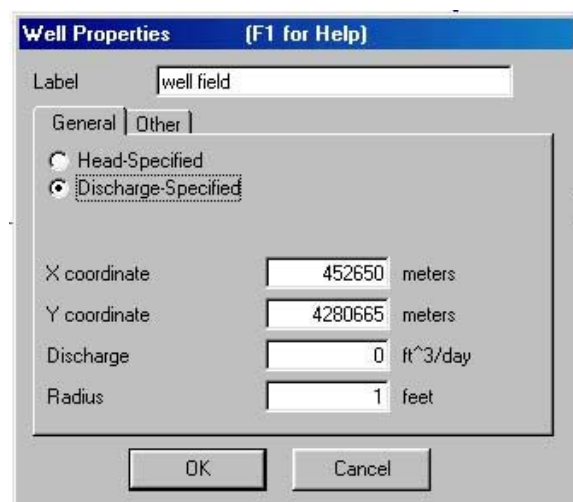 Well Properties (F1 for Help)
Label well field
General Other
Head-Specified
Discharge-Specified
X coordinate 452650 meters
Y coordinate 4280665 meters
Discharge 0 ft^3/day
Radius 1 feet
OK Cancel